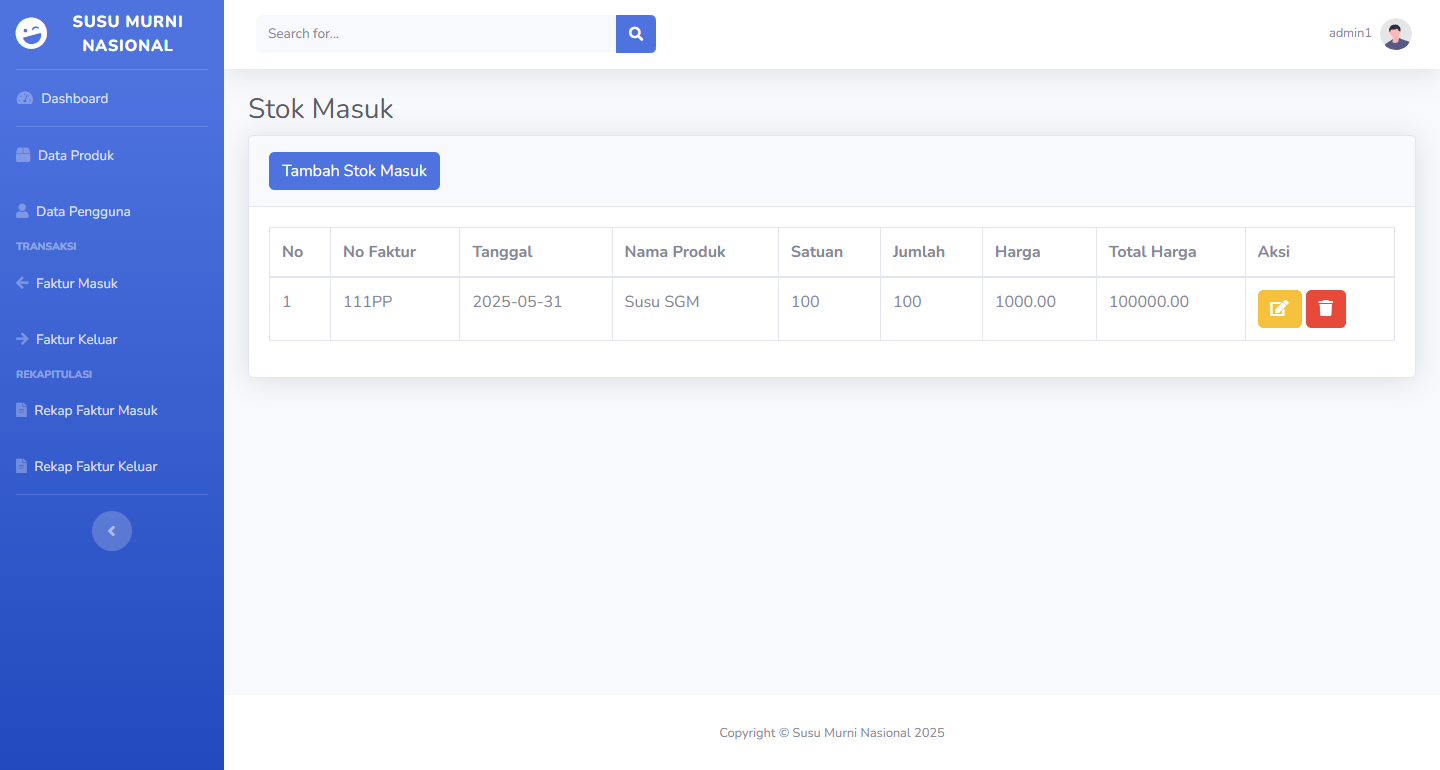 SUSU MURNI
NASIONAL
Dashboard
Data Produk
Data Pengguna
TRANSAKSI
Faktur Masuk
Faktur Keluar
REKAPITULASI
Rekap Faktur Masuk
Rekap Faktur Keluar
Search for...
admin1
Stok Masuk
Tambah Stok Masuk
No No Faktur Tanggal Nama Produk Satuan Jumlah Harga Total Harga Aksi
1 111PP 2025-05-31 Susu SGM 100 100 1000.00 100000.00
Copyright © Susu Murni Nasional 2025